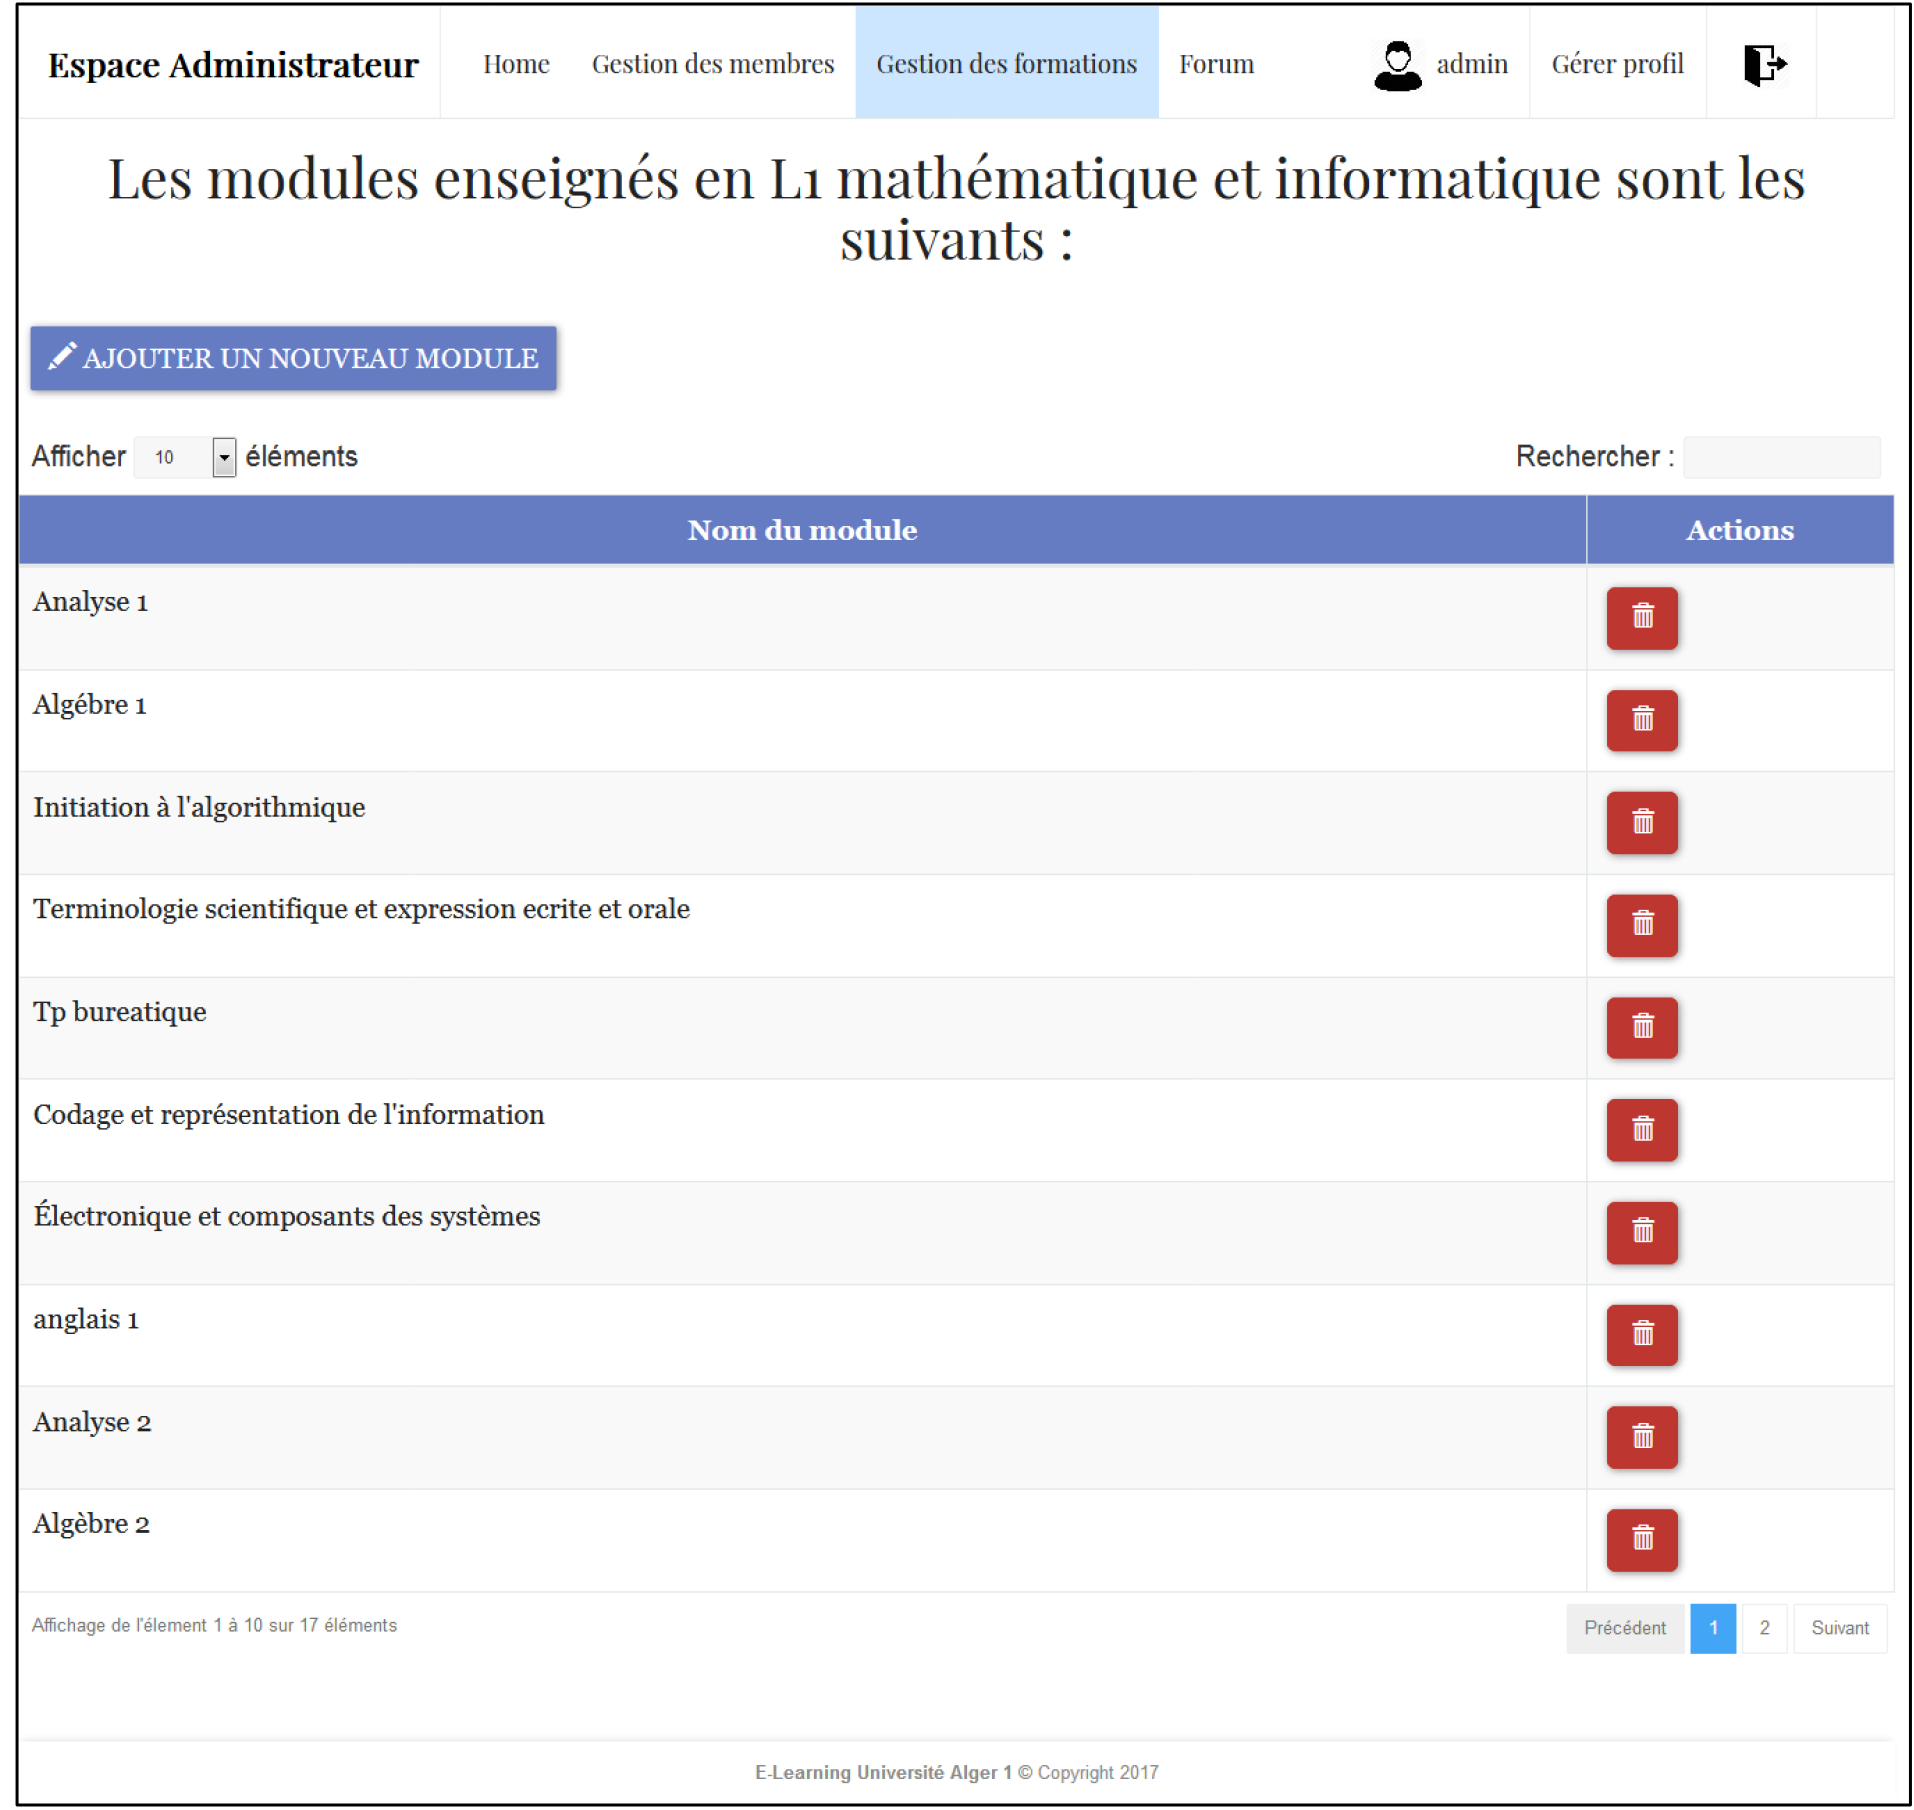 Espace Administrateur Home Gestion des membres Gestion des formations Forum admin Gérer profil
Les modules enseignés en L1 mathématique et informatique sont les
suivants :
AJOUTER UN NOUVEAU MODULE
Afficher 10 éléments Rechercher :
Nom du module Actions
Analyse 1
Algébre 1
Initiation à l'algorithmique
Terminologie scientifique et expression ecrite et orale
Tp bureatique
Codage et représentation de l'information
Électronique et composants des systèmes
anglais 1
Analyse 2
Algèbre 2
Affichage de l'élement 1 à 10 sur 17 éléments Précédent 1 2 Suivant
E-Learning Université Alger 1 © Copyright 2017